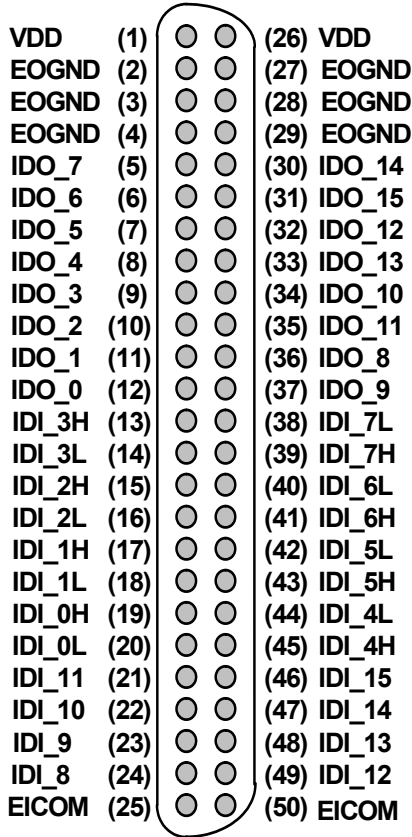 VDD (1) (26) VDD
EOGND (2) (27) EOGND
EOGND (3) (28) EOGND
EOGND (4) (29) EOGND
IDO_7 (5) (30) IDO_14
IDO_6 (6) (31) IDO_15
IDO_5 (7) (32) IDO_12
IDO_4 (8) (33) IDO_13
IDO_3 (9) (34) IDO_10
IDO_2 (10) (35) IDO_11
IDO_1 (11) (36) IDO_8
IDO_0 (12) (37) IDO_9
IDI_3H (13) (38) IDI_7L
IDI_3L (14) (39) IDI_7H
IDI_2H (15) (40) IDI_6L
IDI_2L (16) (41) IDI_6H
IDI_1H (17) (42) IDI_5L
IDI_1L (18) (43) IDI_5H
IDI_0H (19) (44) IDI_4L
IDI_0L (20) (45) IDI_4H
IDI_11 (21) (46) IDI_15
IDI_10 (22) (47) IDI_14
IDI_9 (23) (48) IDI_13
IDI_8 (24) (49) IDI_12
EICOM (25) (50) EICOM